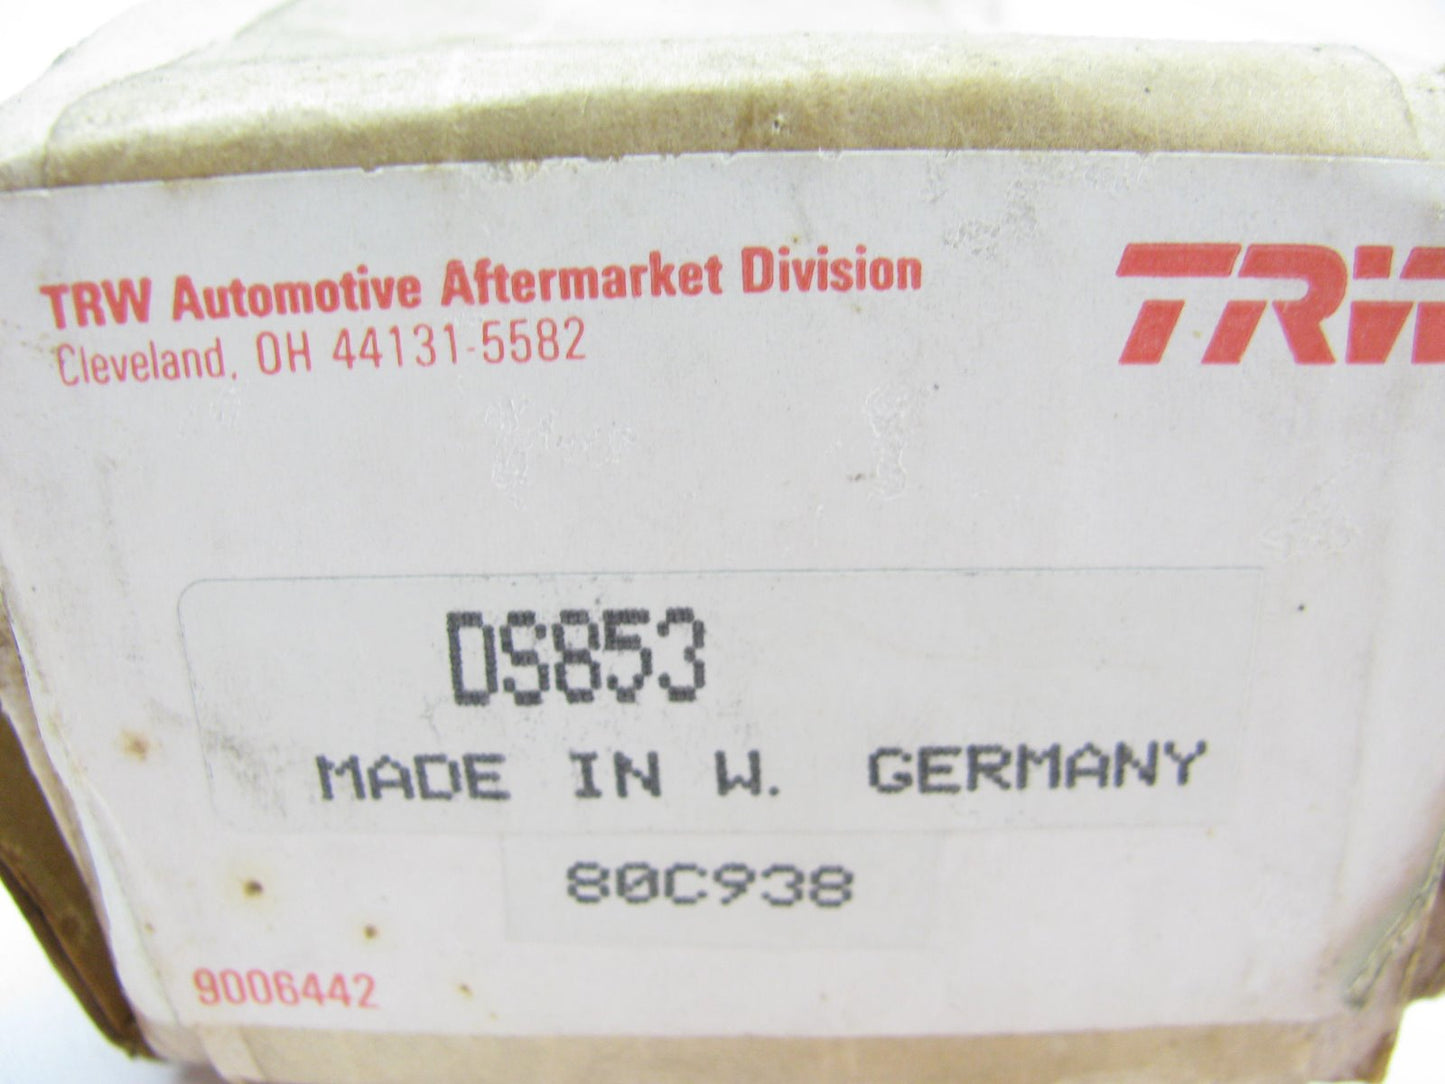 TRW Automotive Aftermarket Division
Cleveland, OH 44131-5582
TRW
DS853
MADE IN W. GERMANY
80C938
9006442